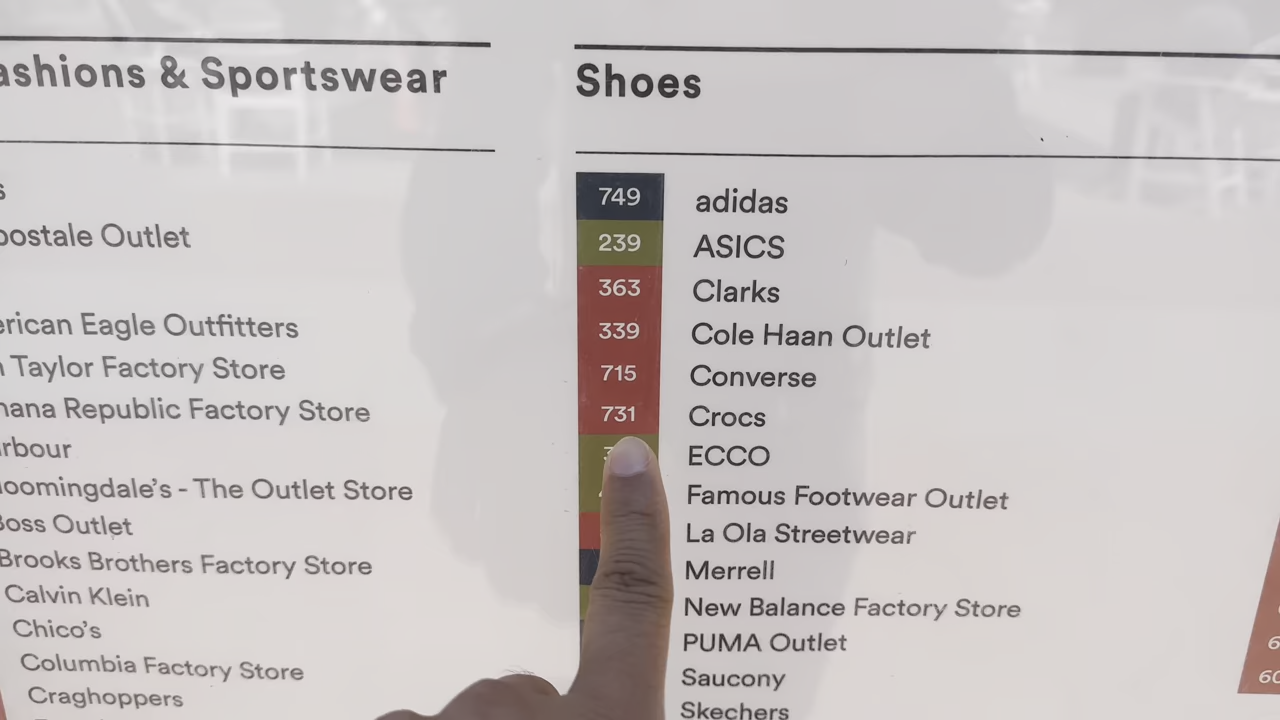 ashions & Sportswear
s
postale Outlet
erican Eagle Outfitters
n Taylor Factory Store
nana Republic Factory Store
rbour
loomingdale's - The Outlet Store
Boss Outlet
Brooks Brothers Factory Store
Calvin Klein
Chico's
Columbia Factory Store
Craghoppers
Shoes
749 adidas
239 ASICS
363 Clarks
339 Cole Haan Outlet
715 Converse
731 Crocs
ECCO
Famous Footwear Outlet
La Ola Streetwear
Merrell
New Balance Factory Store
PUMA Outlet
Saucony
Skechers